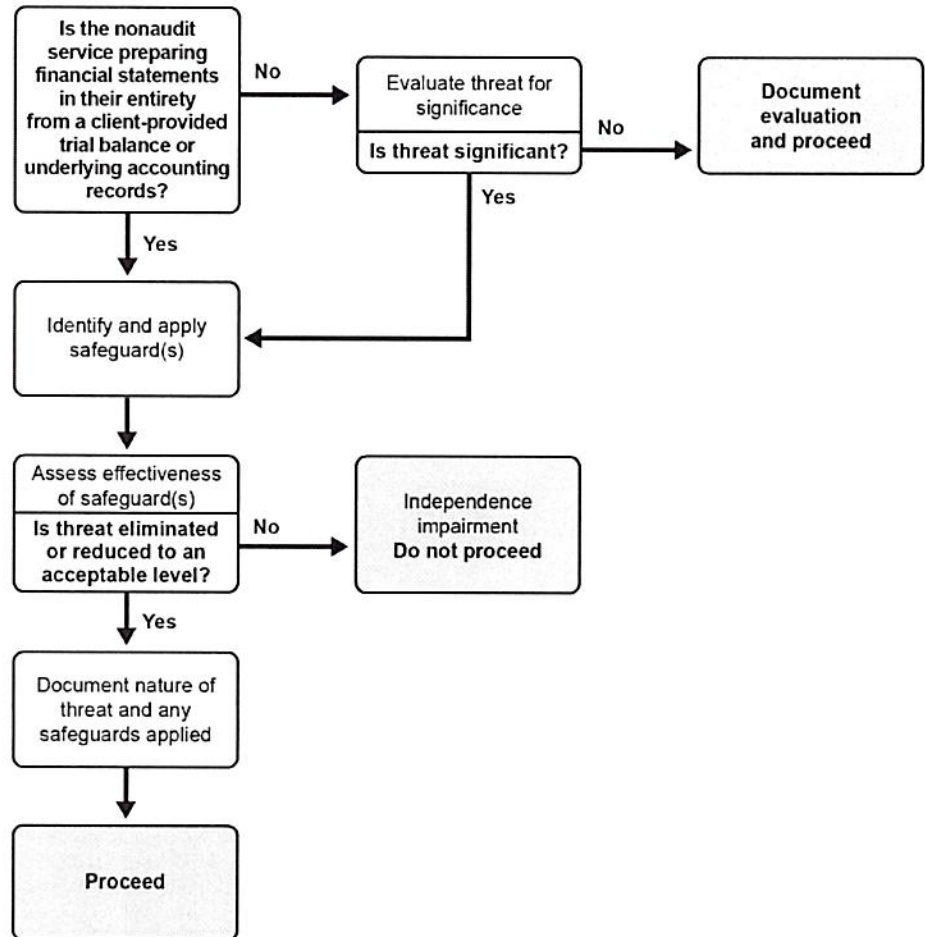 Is the nonaudit
service preparing
financial statements
in their entirety
from a client-provided
trial balance or
underlying accounting
records?
No
Evaluate threat for
significance
Is threat significant?
No
Document
evaluation
and proceed
Yes
Yes
Identify and apply
safeguard(s)
Assess effectiveness
of safeguard(s)
Is threat eliminated
or reduced to an
acceptable level?
No
Independence
impairment
Do not proceed
Yes
Document nature of
threat and any
safeguards applied
Proceed